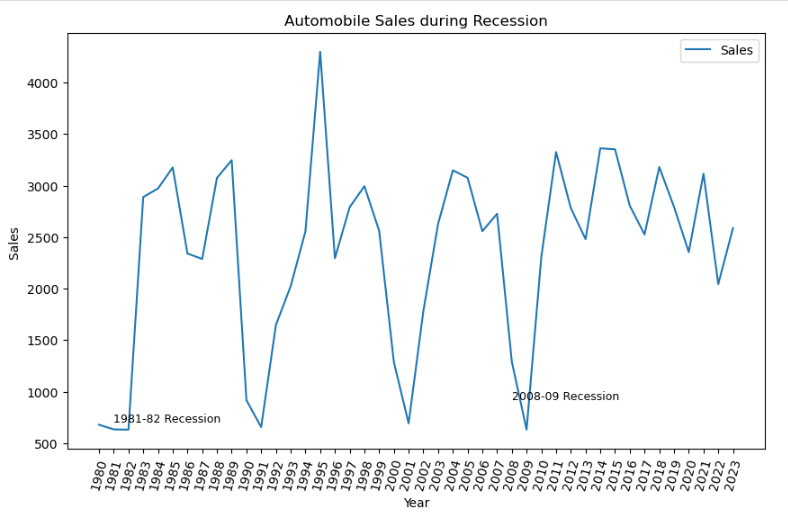 Automobile Sales during Recession
Sales
4000
3500
3000
2500
2000
1500
1000
500
Sales
1981-82 Recession
2008-09 Recession
1980 1981 1982 1983 1984 1985 1986 1987 1988 1989 1990 1991 1992 1993 1994 1995 1996 1997 1998 1999 2000 2001 2002 2003 2004 2005 2006 2007 2008 2009 2010 2011 2012 2013 2014 2015 2016 2017 2018 2019 2020 2021 2022 2023
Year